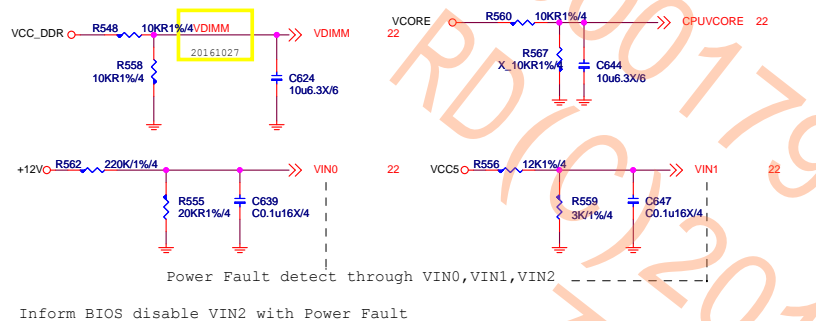 VCC_DDR R548 10KR1%/4 VDIMM VDIMM 22
20161027
R558
10KR1%/4
C624
10u6.3X/6
VCORE R560 10KR1%/4 CPUVCORE 22
R567
X_10KR1%/4
C644
10u6.3X/6
+12V R562 220K/1%/4 VIN0 22
R555
20KR1%/4
C639
C0.1u16X/4
VCC5 R556 12K1%/4 VIN1 22
R559
3K/1%/4
C647
C0.1u16X/4
Power Fault detect through VIN0,VIN1,VIN2
Inform BIOS disable VIN2 with Power Fault
RD(C)201